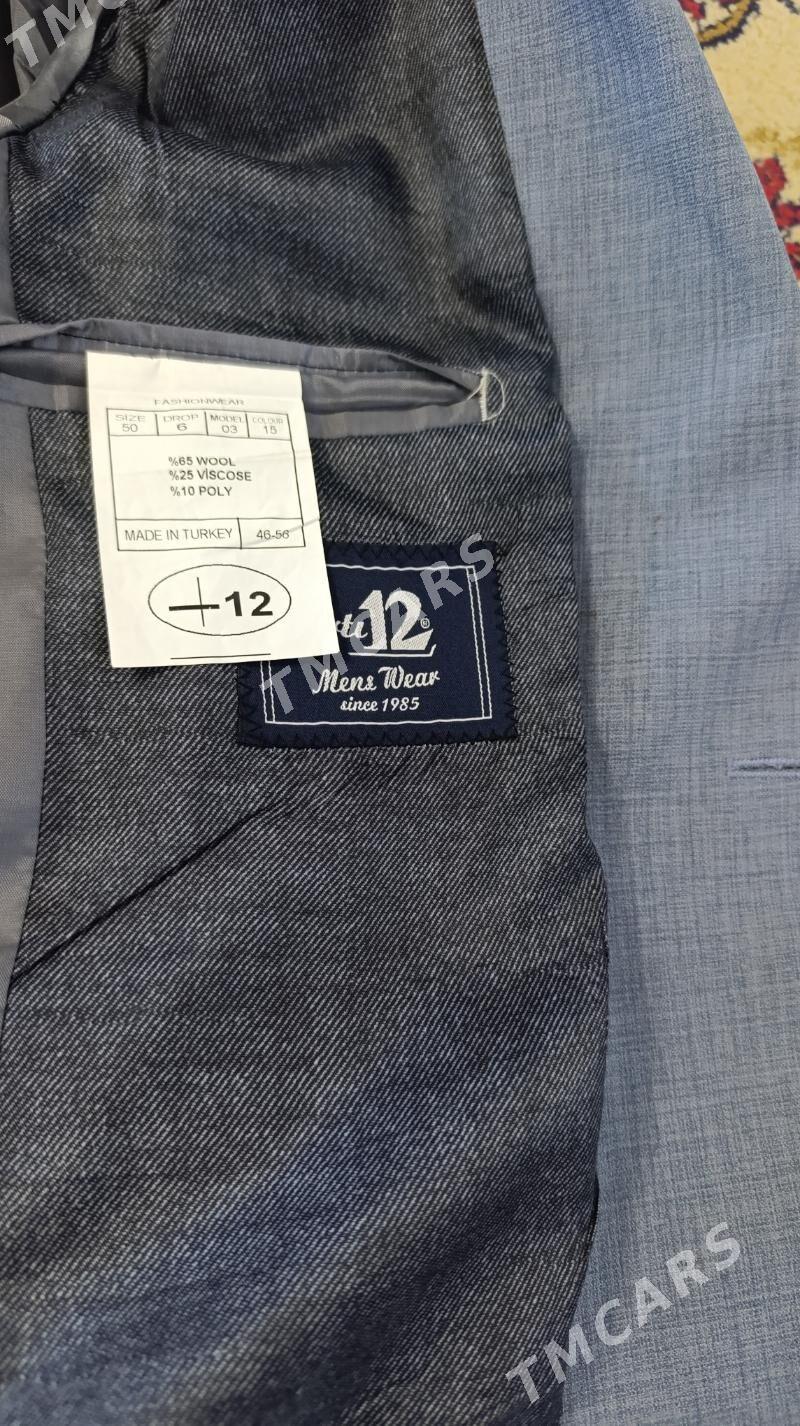 TMCARS
FASHIONWEAR
SIZE DROP MODEL COLOUR
50 6 03 15
%65 WOOL
%25 VİSCOSE
%10 POLY
MADE IN TURKEY 46-56
+12
12®
Mens Wear
since 1985
TMCARS
TMCARS